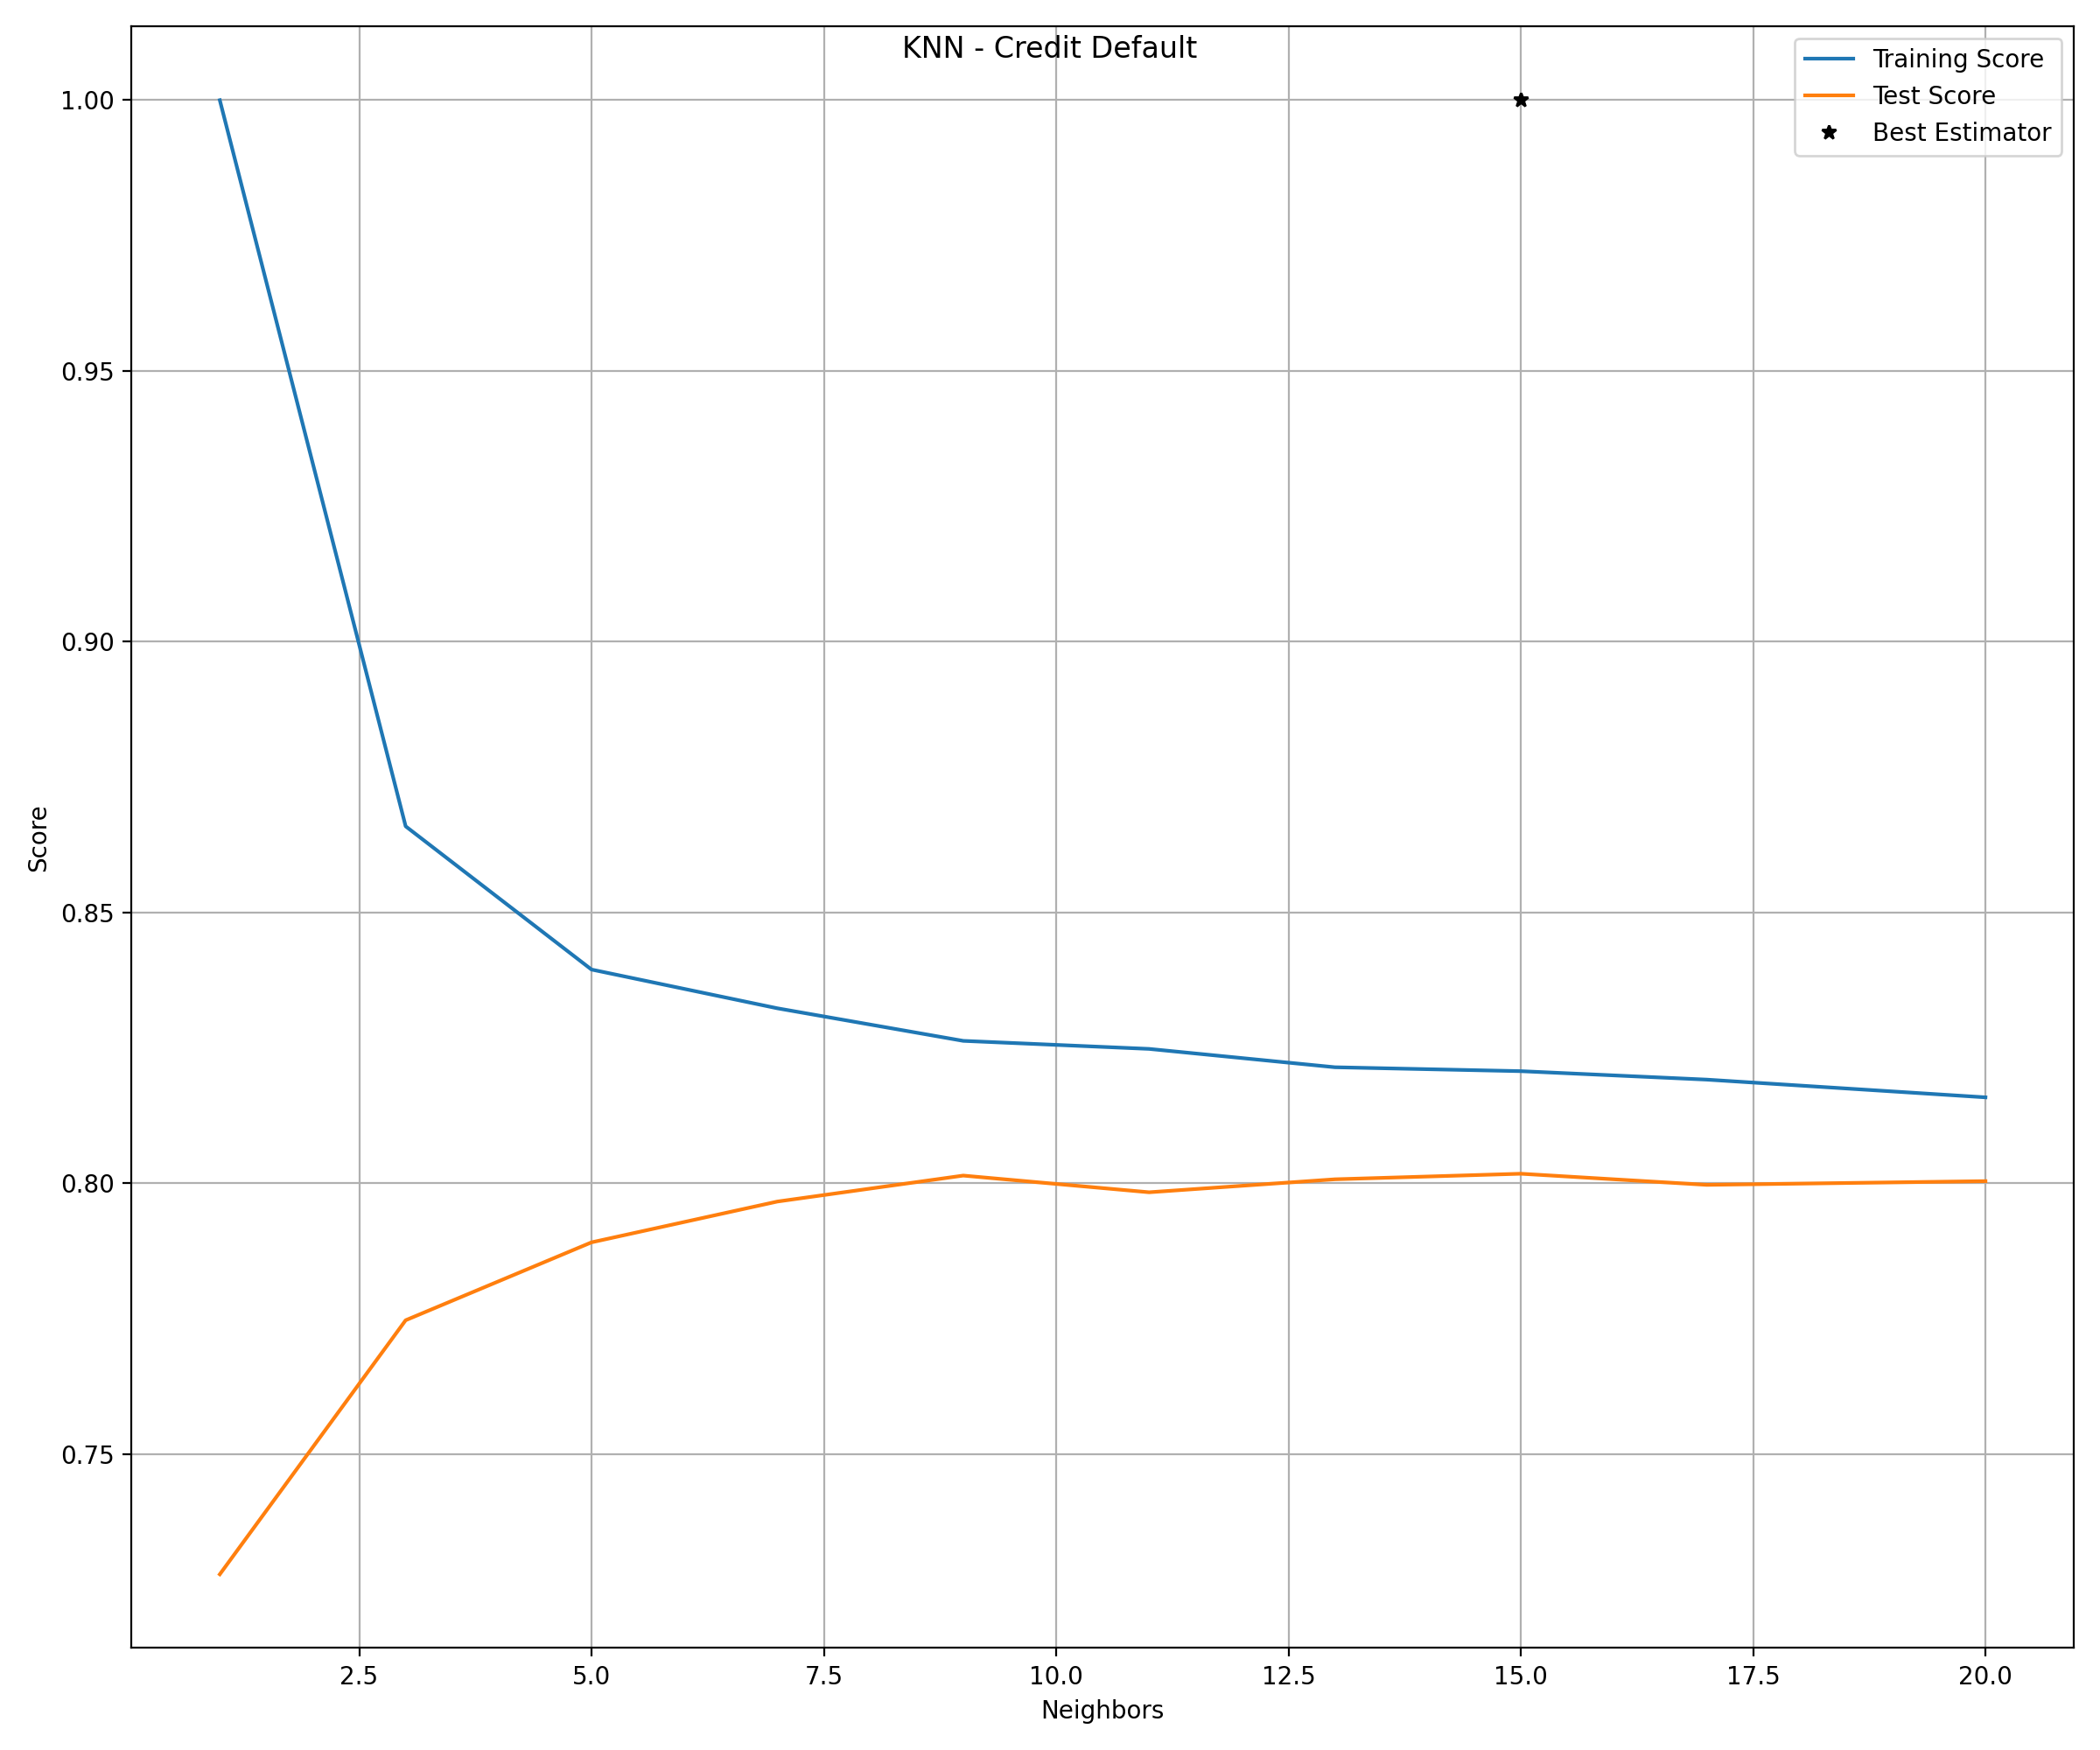 KNN - Credit Default
Training Score
Test Score
Best Estimator
1.00
0.95
0.90
0.85
0.80
0.75
Score
2.5 5.0 7.5 10.0 12.5 15.0 17.5 20.0
Neighbors